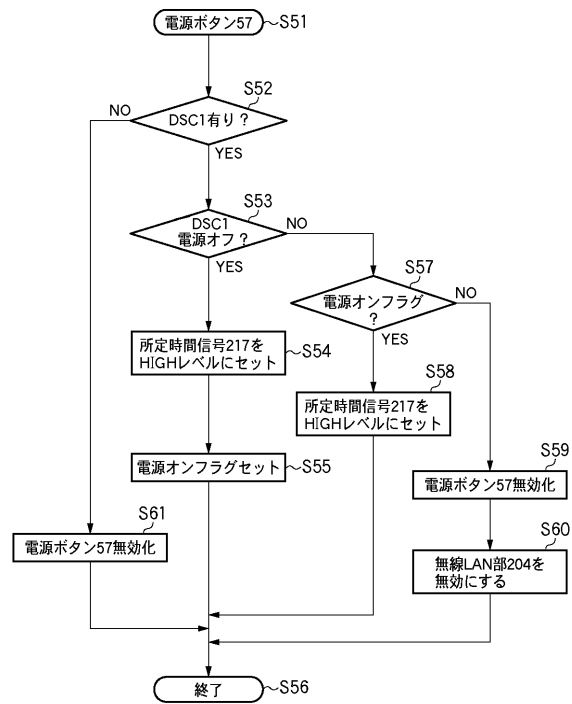 電源ボタン57
S51
S52
DSC1有り？
NO
YES
S53
DSC1
電源オフ？
NO
YES
S57
電源オンフラグ
？
NO
YES
所定時間信号217を
HIGHレベルにセット
S54
S58
所定時間信号217を
HIGHレベルにセット
電源オンフラグセット
S55
S59
電源ボタン57無効化
S61
電源ボタン57無効化
S60
無線LAN部204を
無効にする
終了
S56